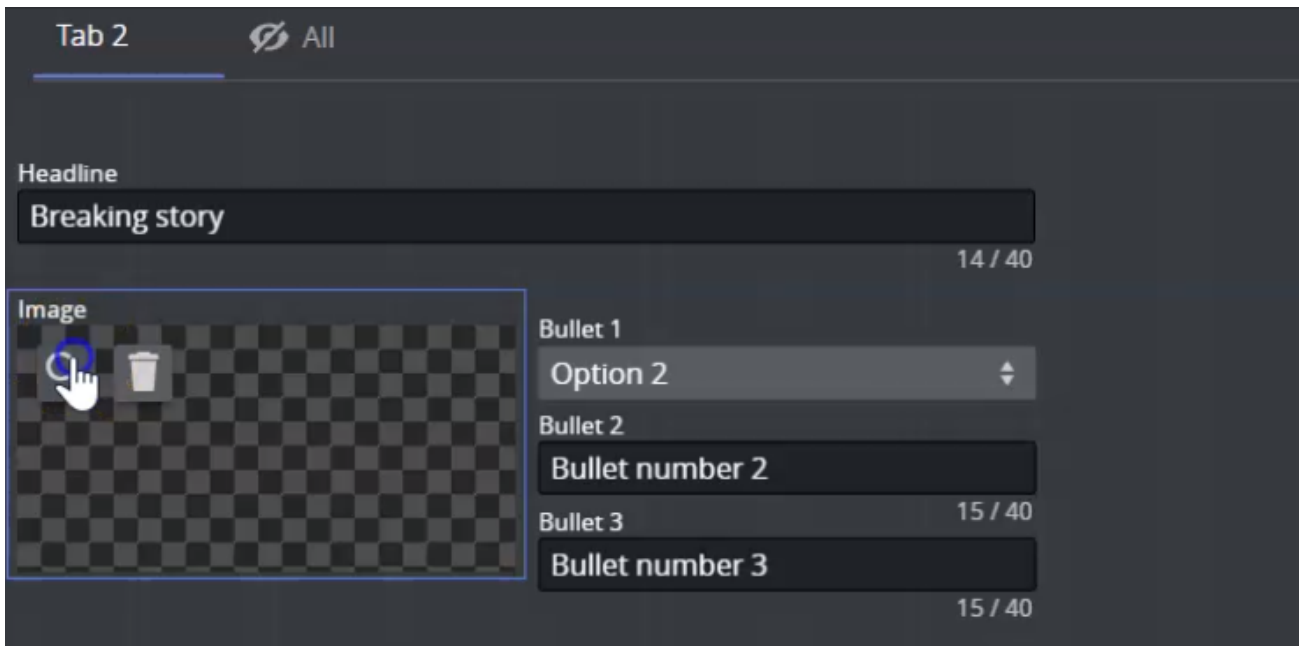 Tab 2
All
Headline
Breaking story
14 / 40
Image
Bullet 1
Option 2
Bullet 2
Bullet number 2
15 / 40
Bullet 3
Bullet number 3
15 / 40